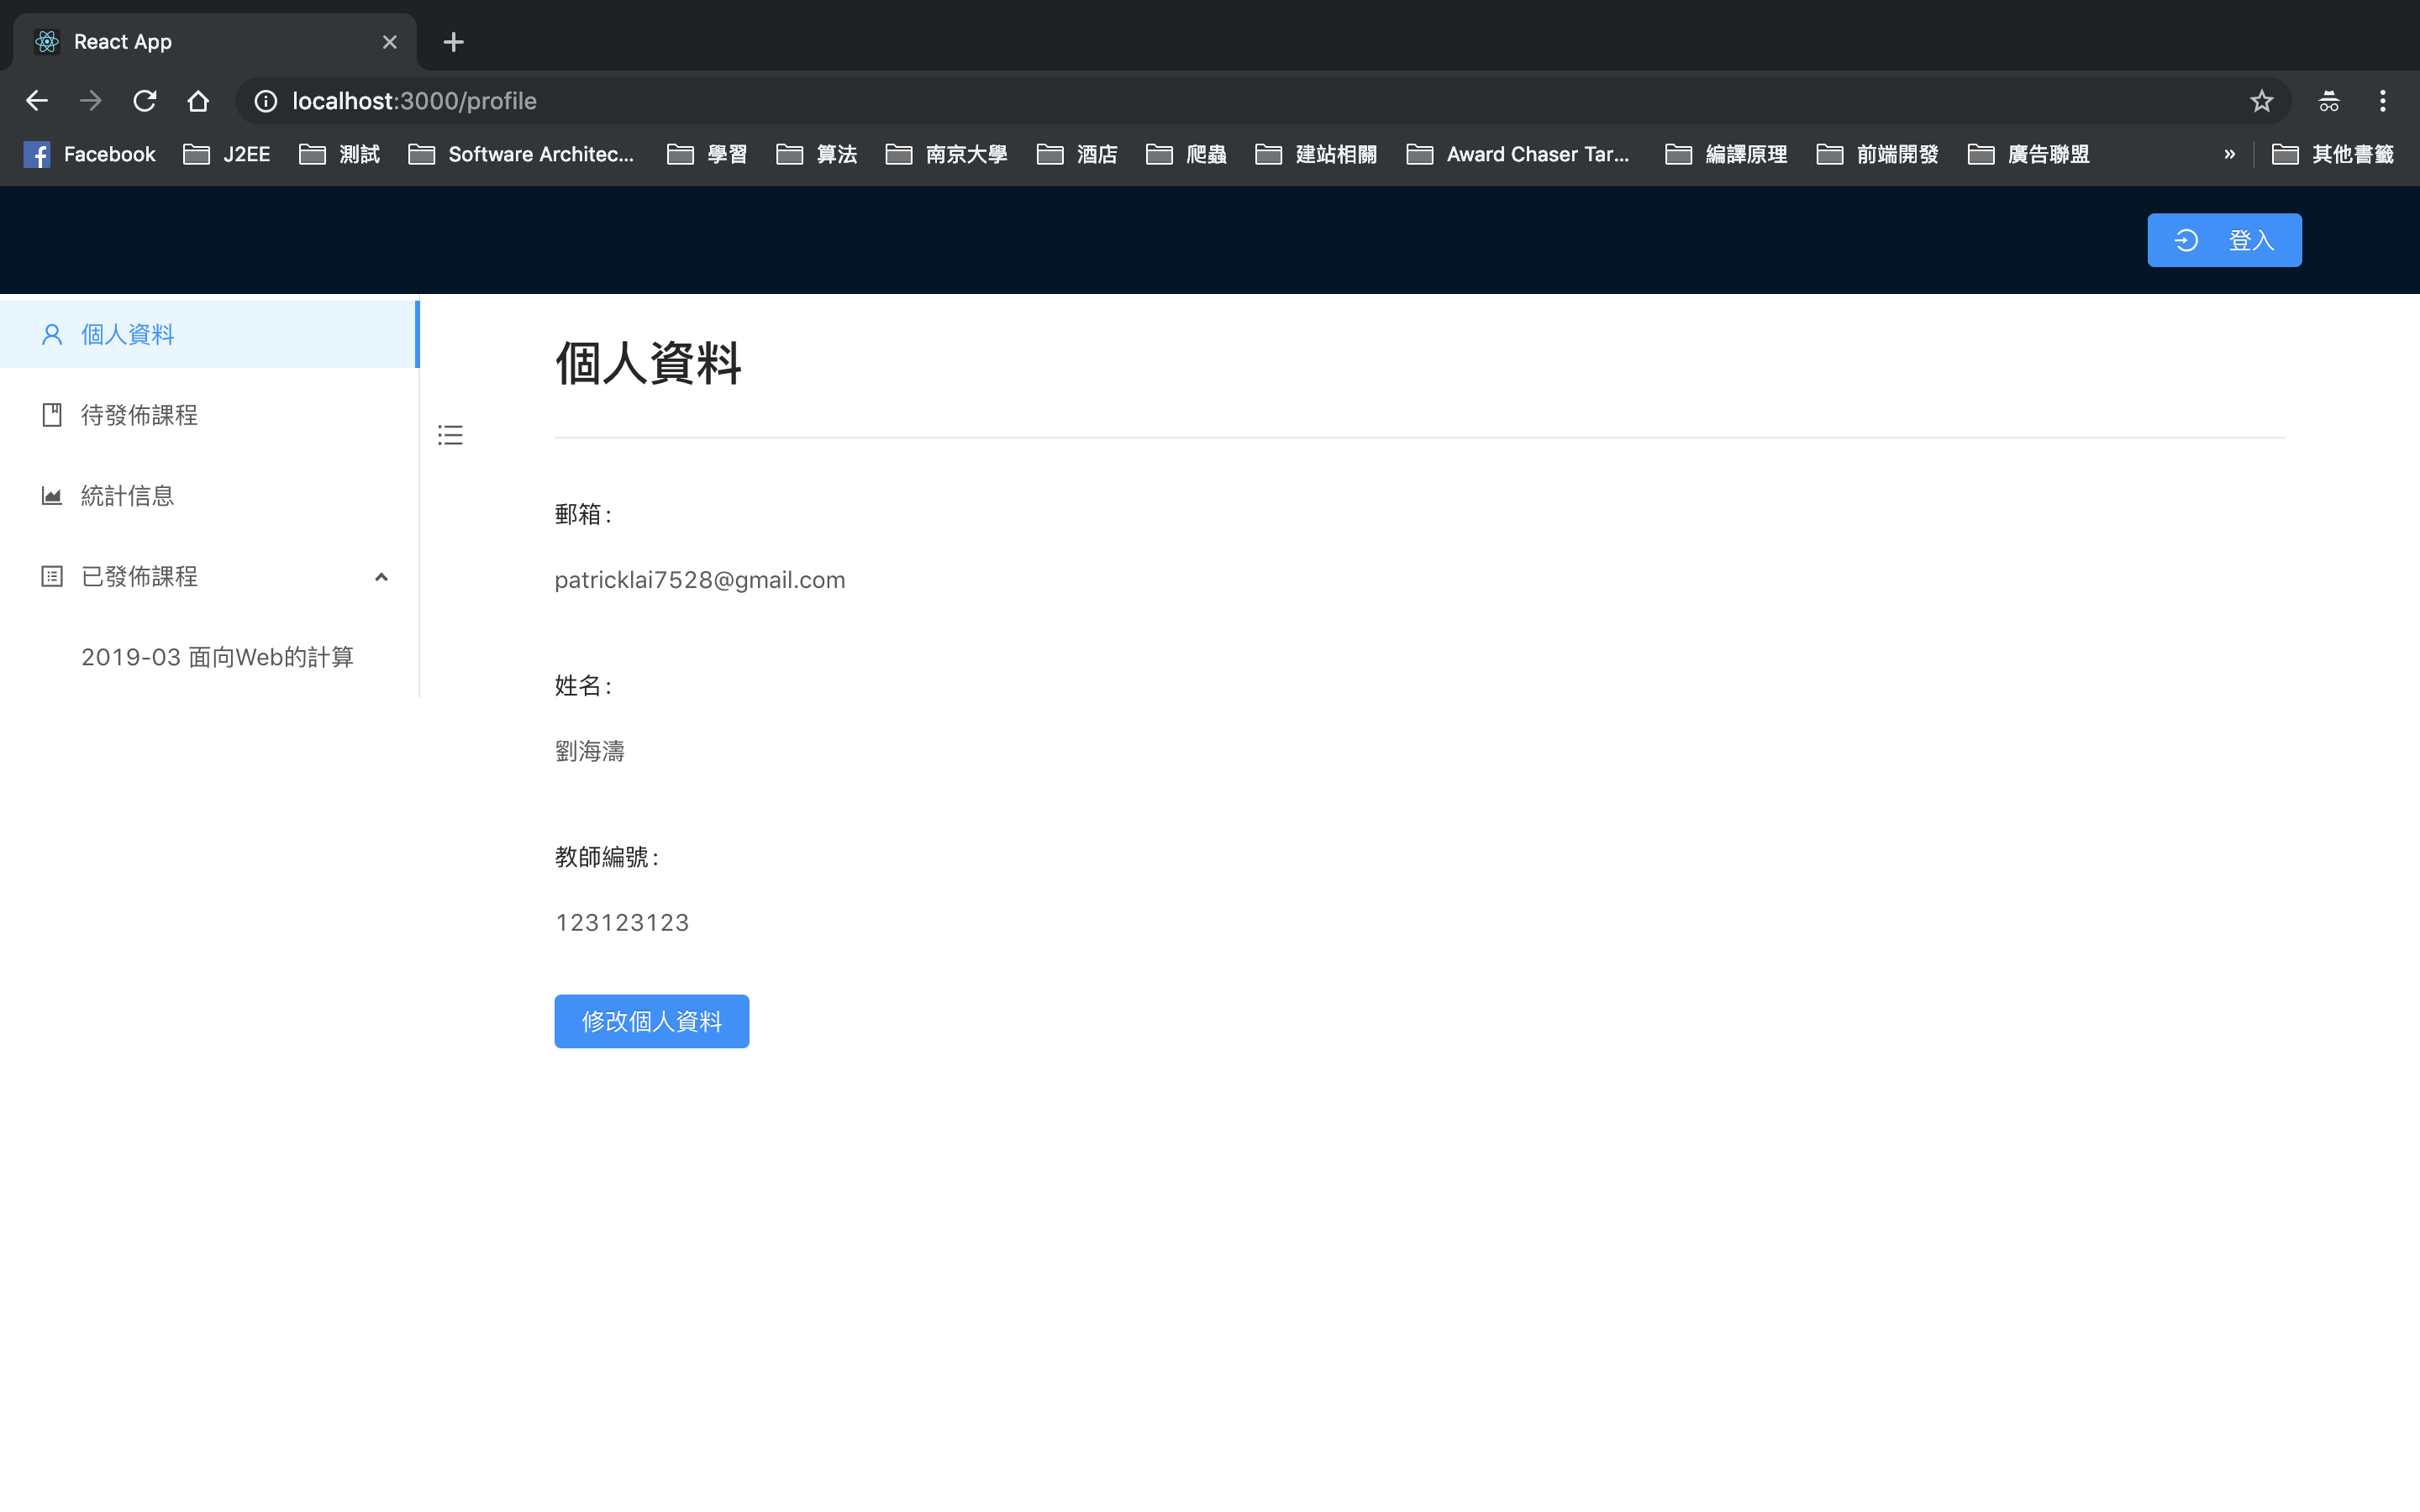 React App
localhost:3000/profile
Facebook J2EE 測試 Software Architec... 學習 算法 南京大學 酒店 爬蟲 建站相關 Award Chaser Tar... 編譯原理 前端開發 廣告聯盟 » 其他書籤
登入
個人資料
待發佈課程
統計信息
已發佈課程
2019-03 面向Web的計算
個人資料
郵箱:
patricklai7528@gmail.com
姓名:
劉海濤
教師編號:
123123123
修改個人資料